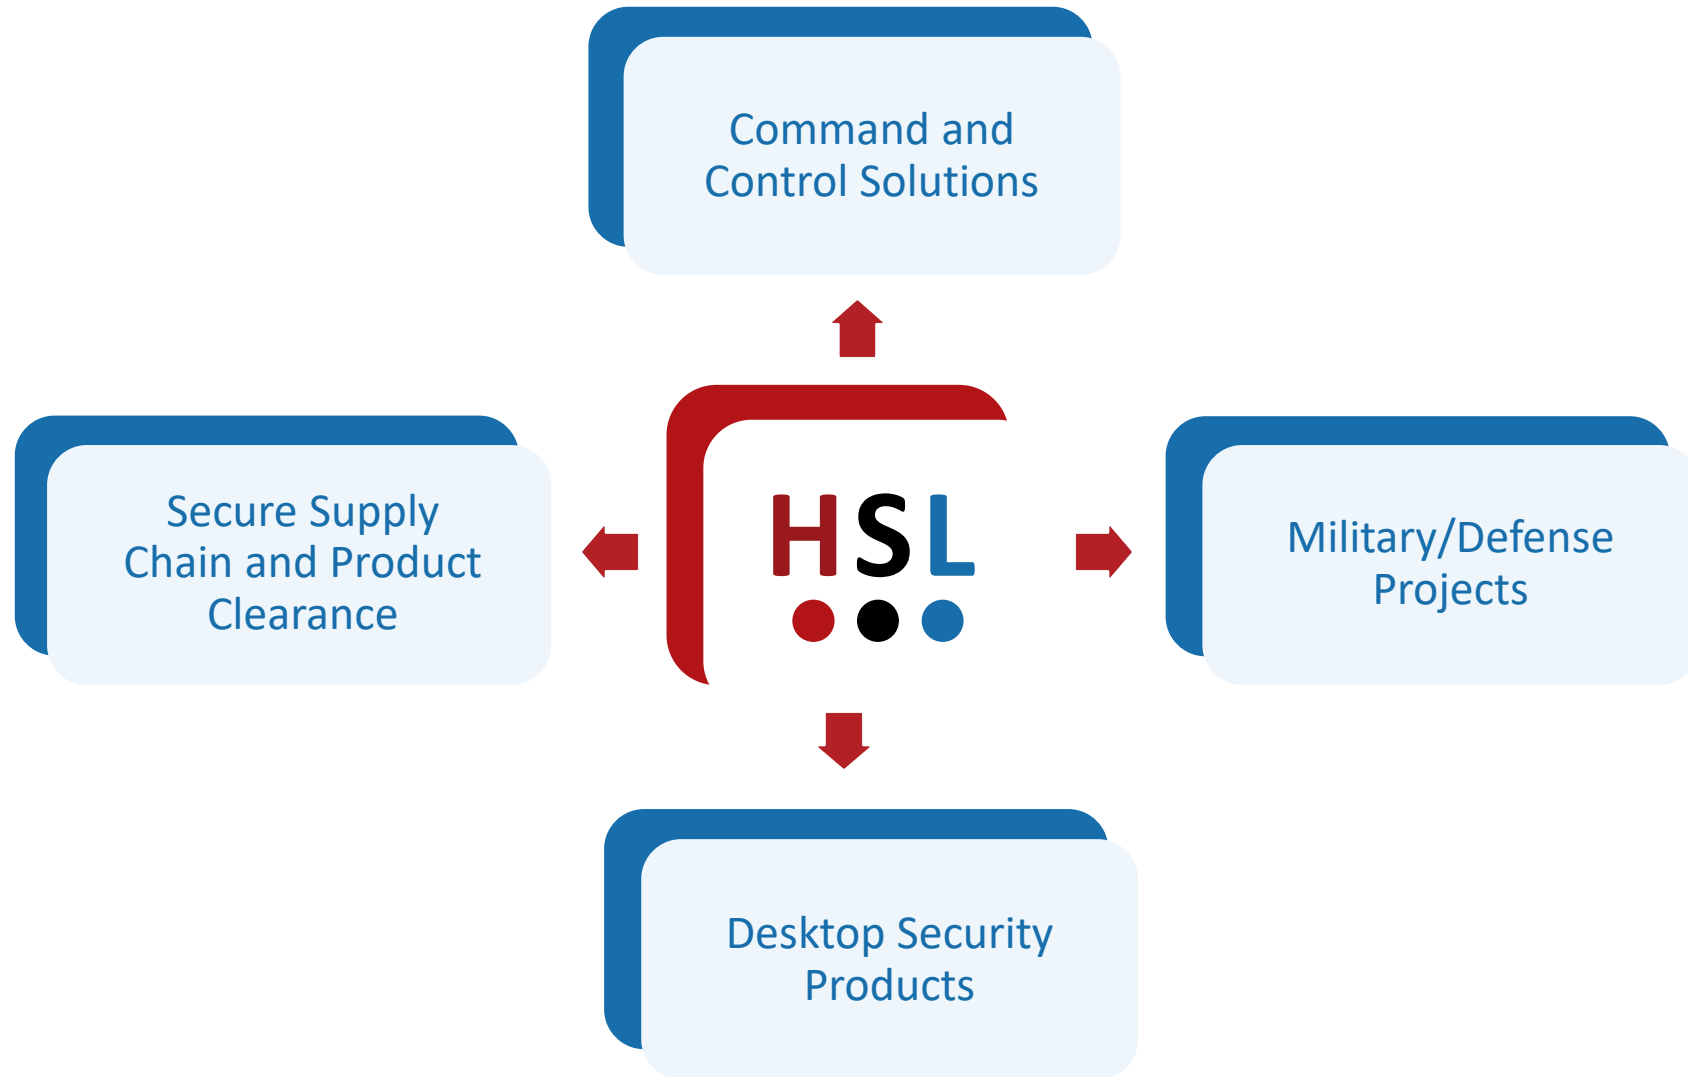 Command and
Control Solutions
Secure Supply
Chain and Product
Clearance
HSL
Military/Defense
Projects
Desktop Security
Products